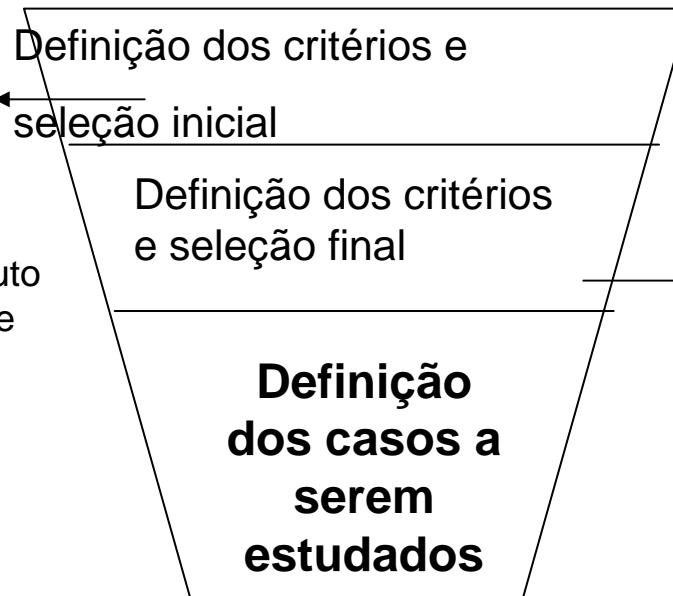 Definição dos critérios e
seleção inicial
Definição dos critérios
e seleção final
Definição
dos casos a
serem
estudados